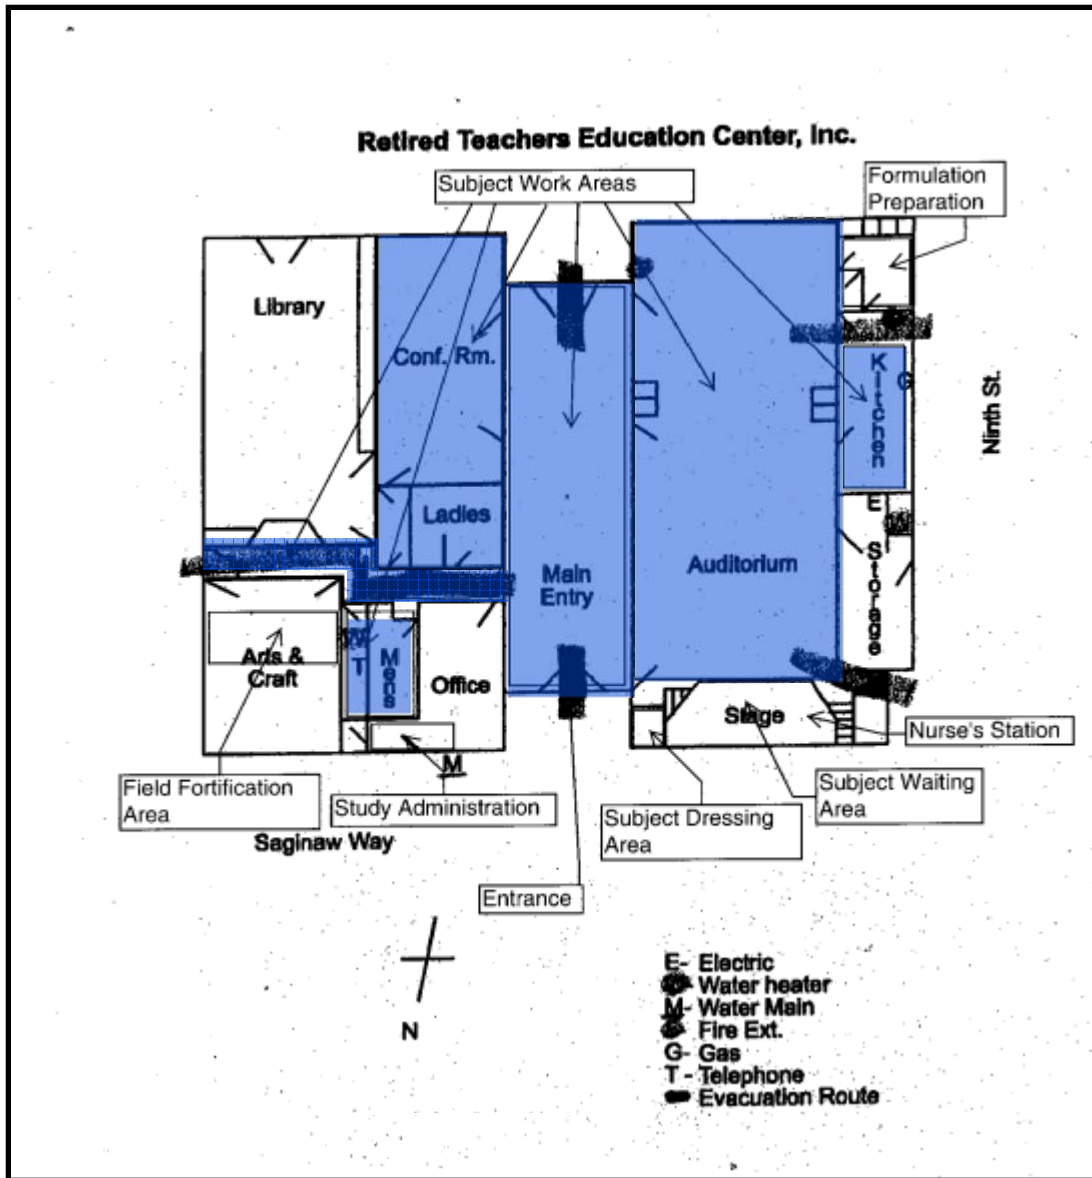 Retired Teachers Education Center, Inc.
Subject Work Areas
Formulation
Preparation
Library
Conf. Rm.
Kitchen
G
Ninth St.
Ladies
E
Storage
Main
Entry
Auditorium
W
T
Mens
Arts &
Craft
Office
Stage
Nurse's Station
M
Field Fortification
Area
Study Administration
Subject Dressing
Area
Subject Waiting
Area
Saginaw Way
Entrance
N
E- Electric
Water heater
M- Water Main
Fire Ext.
G- Gas
T - Telephone
Evacuation Route